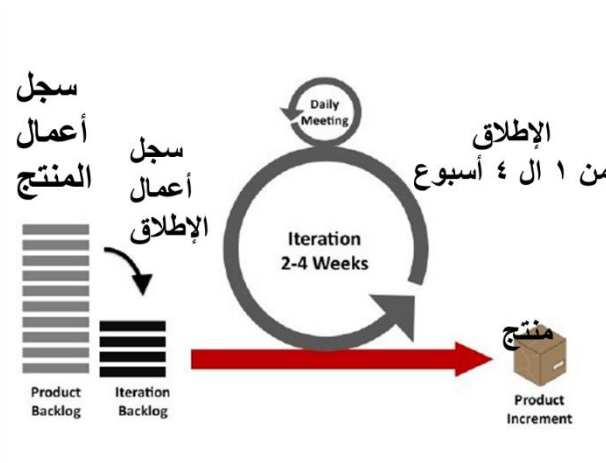 سجل
أعمال
المنتج
سجل
أعمال
الإطلاق
Daily
Meeting
الإطلاق
من ١ ال ٤ أسبوع
Iteration
2-4 Weeks
منتج
Product
Backlog
Iteration
Backlog
Product
Increment